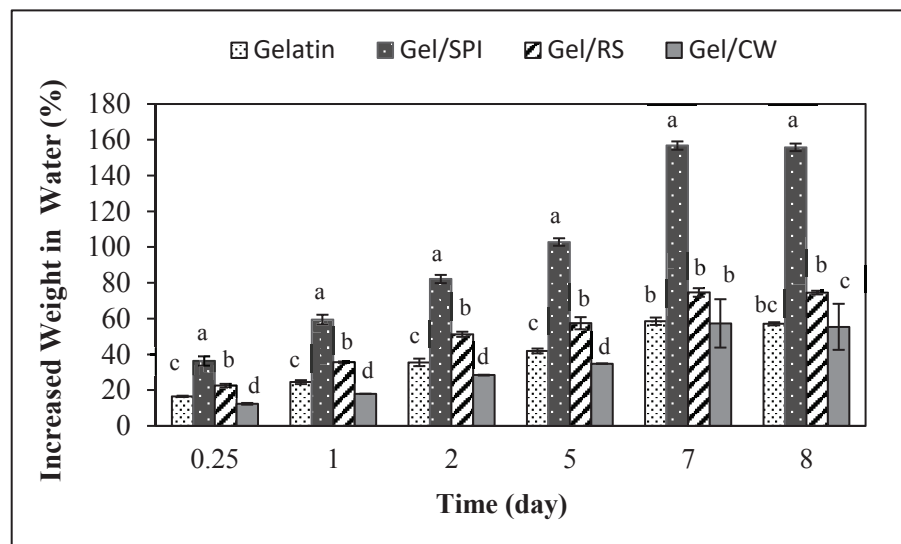 Gelatin Gel/SPI Gel/RS Gel/CW
Increased Weight in Water (%)
180
160
140
120
100
80
60
40
20
0
c a b d
c a b d
c a b d
c a b d
b a b b
bc a b c
0.25 1 2 5 7 8
Time (day)